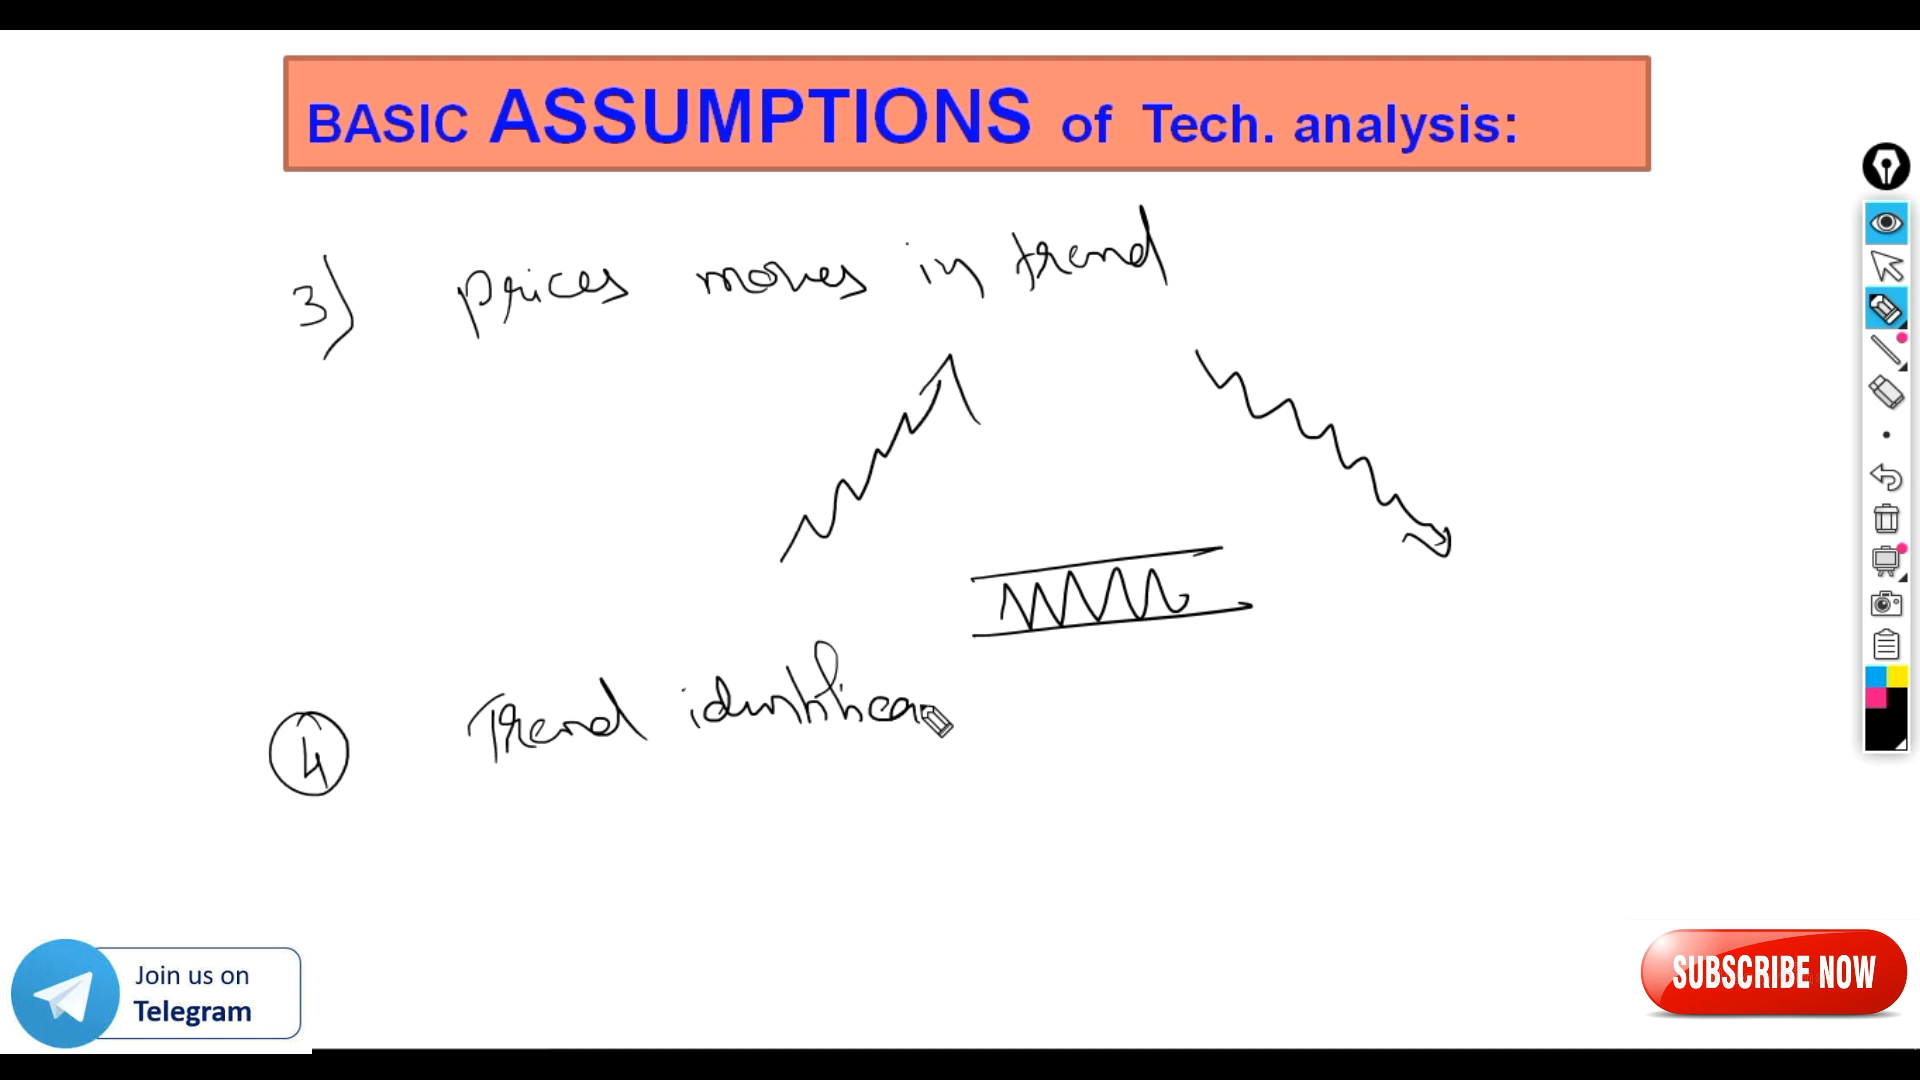 BASIC ASSUMPTIONS of Tech. analysis:
3) Prices moves in trend
4 Trend identifica
Join us on
Telegram
SUBSCRIBE NOW